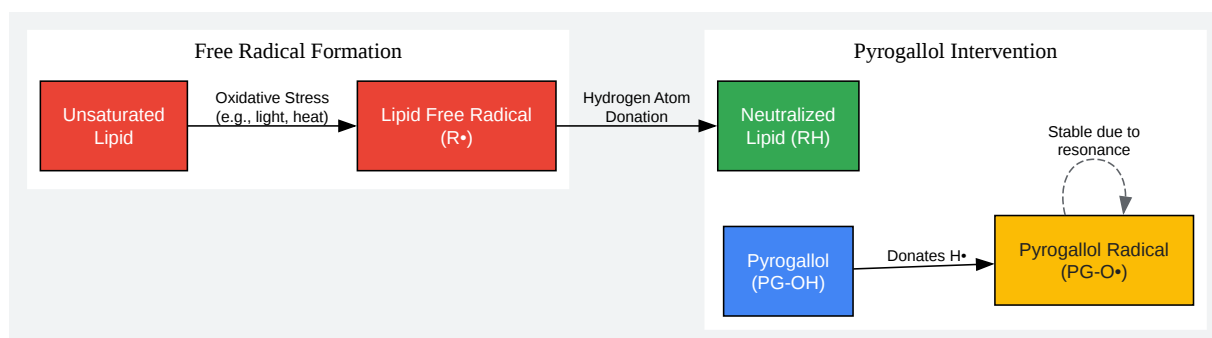 Free Radical Formation
Unsaturated
Lipid
Oxidative Stress
(e.g., light, heat)
Lipid Free Radical
(R•)
Hydrogen Atom
Donation
Pyrogallol Intervention
Neutralized
Lipid (RH)
Stable due to
resonance
Pyrogallol
(PG-OH)
Donates H•
Pyrogallol Radical
(PG-O•)